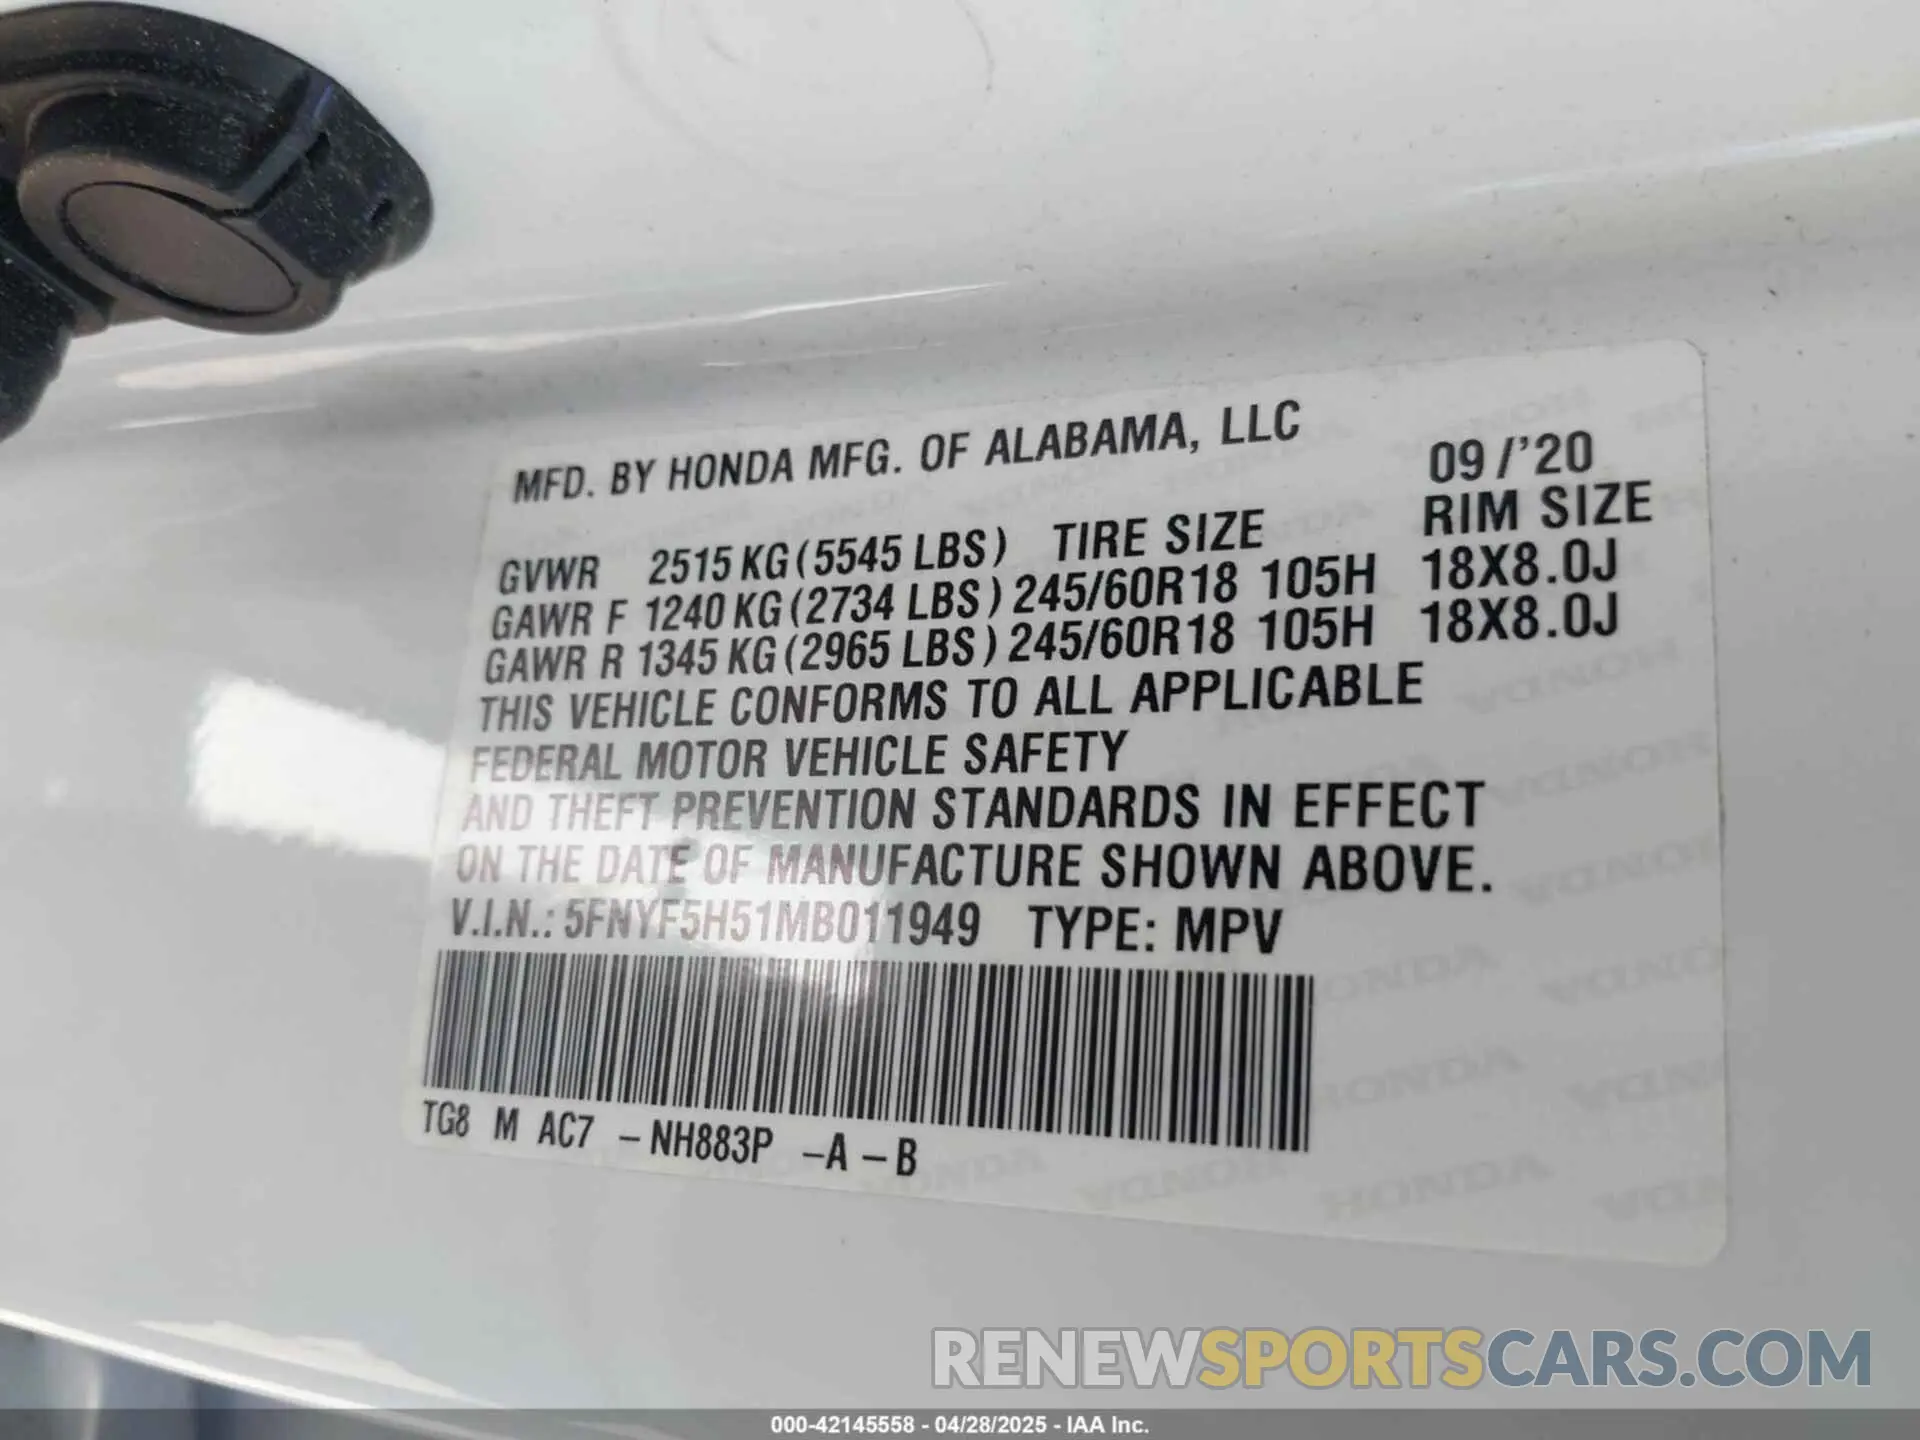 MFD. BY HONDA MFG. OF ALABAMA, LLC 09/'20
GVWR 2515 KG (5545 LBS) TIRE SIZE RIM SIZE
GAWR F 1240 KG (2734 LBS) 245/60R18 105H 18X8.0J
GAWR R 1345 KG (2965 LBS) 245/60R18 105H 18X8.0J
THIS VEHICLE CONFORMS TO ALL APPLICABLE
FEDERAL MOTOR VEHICLE SAFETY
AND THEFT PREVENTION STANDARDS IN EFFECT
ON THE DATE OF MANUFACTURE SHOWN ABOVE.
V.I.N.: 5FNYF5H51MB011949 TYPE: MPV
TG8 M AC7 –NH883P –A –B
RENEWSPORTSCARS.COM
000-42145558 - 04/28/2025 - IAA Inc.